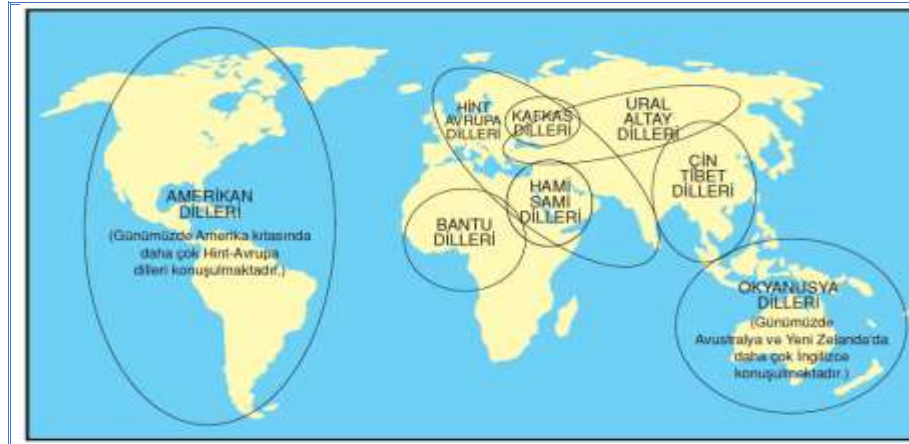 AMERİKAN
DİLLERİ
(Günümüzde Amerika kıtasında
daha çok Hint-Avrupa
dilleri konuşulmaktadır.)
HİNT
AVRUPA
DİLLERİ
KAFKAS
DİLLERİ
URAL
ALTAY
DİLLERİ
ÇİN
TİBET
DİLLERİ
HAMİ
SAMİ
DİLLERİ
BANTU
DİLLERİ
OKYANUSYA
DİLLERİ
(Günümüzde
Avustralya ve Yeni Zelanda'da
daha çok İngilizce
konuşulmaktadır.)